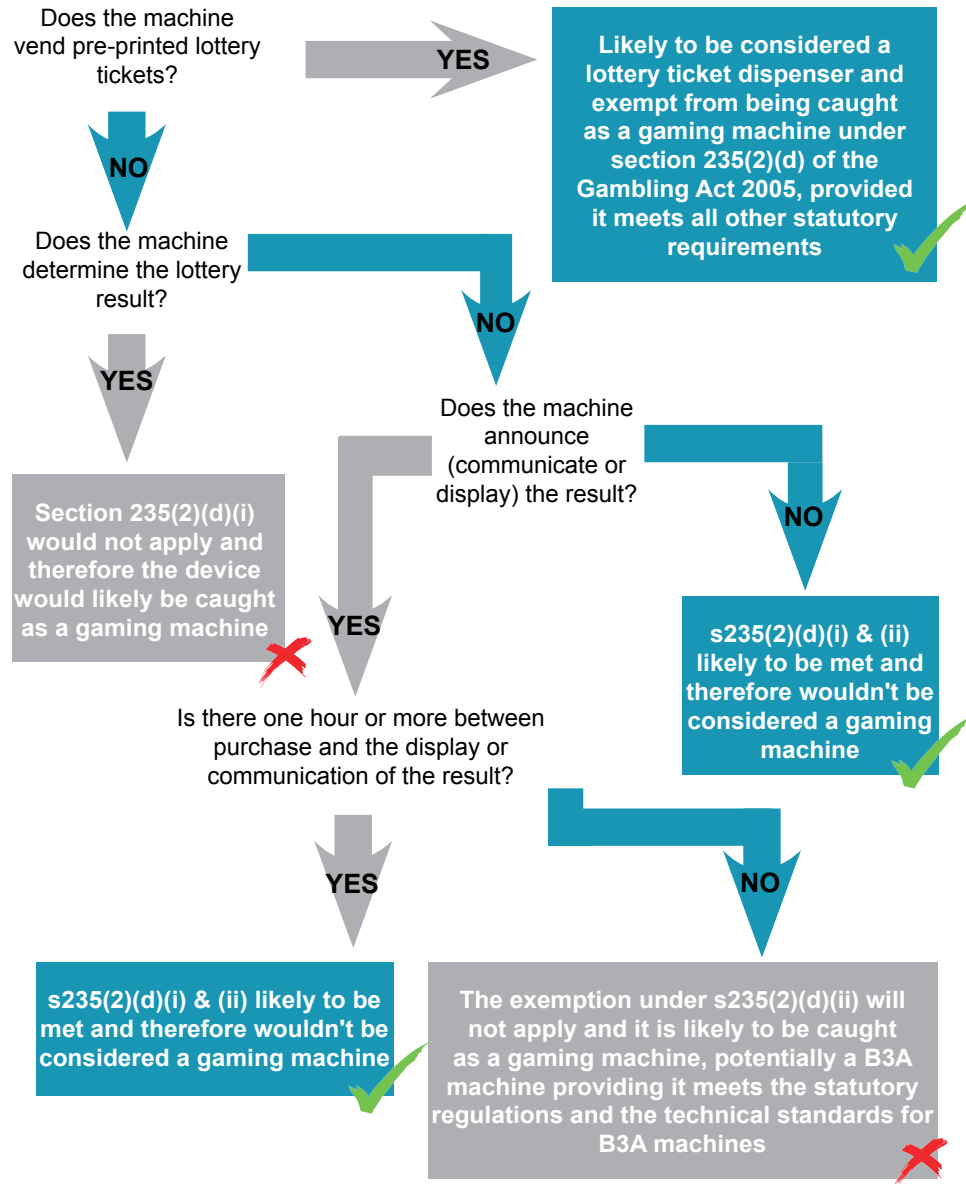 Does the machine
vend pre-printed lottery
tickets?
YES
Likely to be considered a
lottery ticket dispenser and
exempt from being caught
as a gaming machine under
section 235(2)(d) of the
Gambling Act 2005, provided
it meets all other statutory
requirements
NO
Does the machine
determine the lottery
result?
NO
YES
Does the machine
announce
(communicate or
display) the result?
Section 235(2)(d)(i)
would not apply and
therefore the device
would likely be caught
as a gaming machine
NO
YES
s235(2)(d)(i) & (ii)
likely to be met and
therefore wouldn't be
considered a gaming
machine
Is there one hour or more between
purchase and the display or
communication of the result?
YES
NO
s235(2)(d)(i) & (ii) likely to be
met and therefore wouldn't be
considered a gaming machine
The exemption under s235(2)(d)(ii) will
not apply and it is likely to be caught
as a gaming machine, potentially a B3A
machine providing it meets the statutory
regulations and the technical standards for
B3A machines